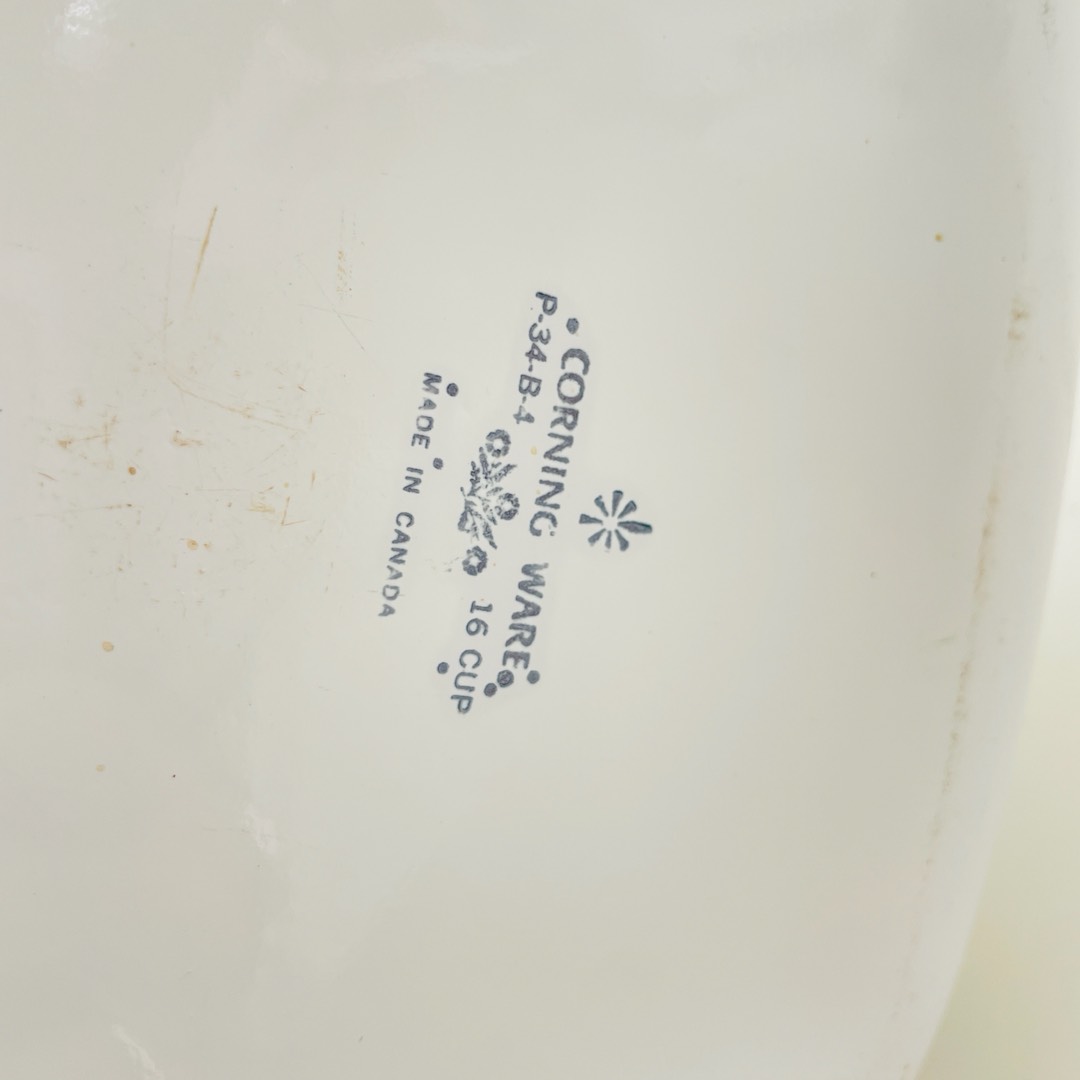 CORNING WARE
P-34-B-4 16 CUP
MADE IN CANADA